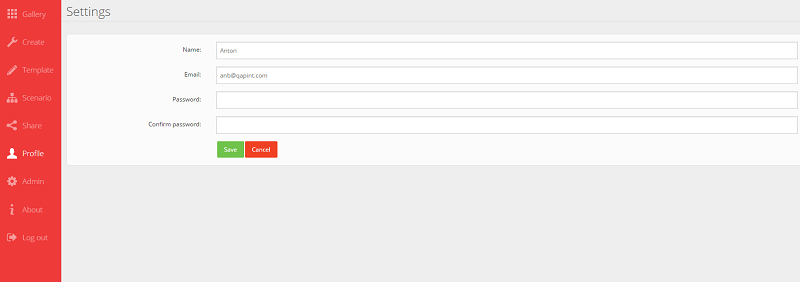 Settings
Gallery
Create
Template
Scenario
Share
Profile
Admin
About
Log out
Name:
Anton
Email:
anb@qapint.com
Password:
Confirm password:
Save
Cancel